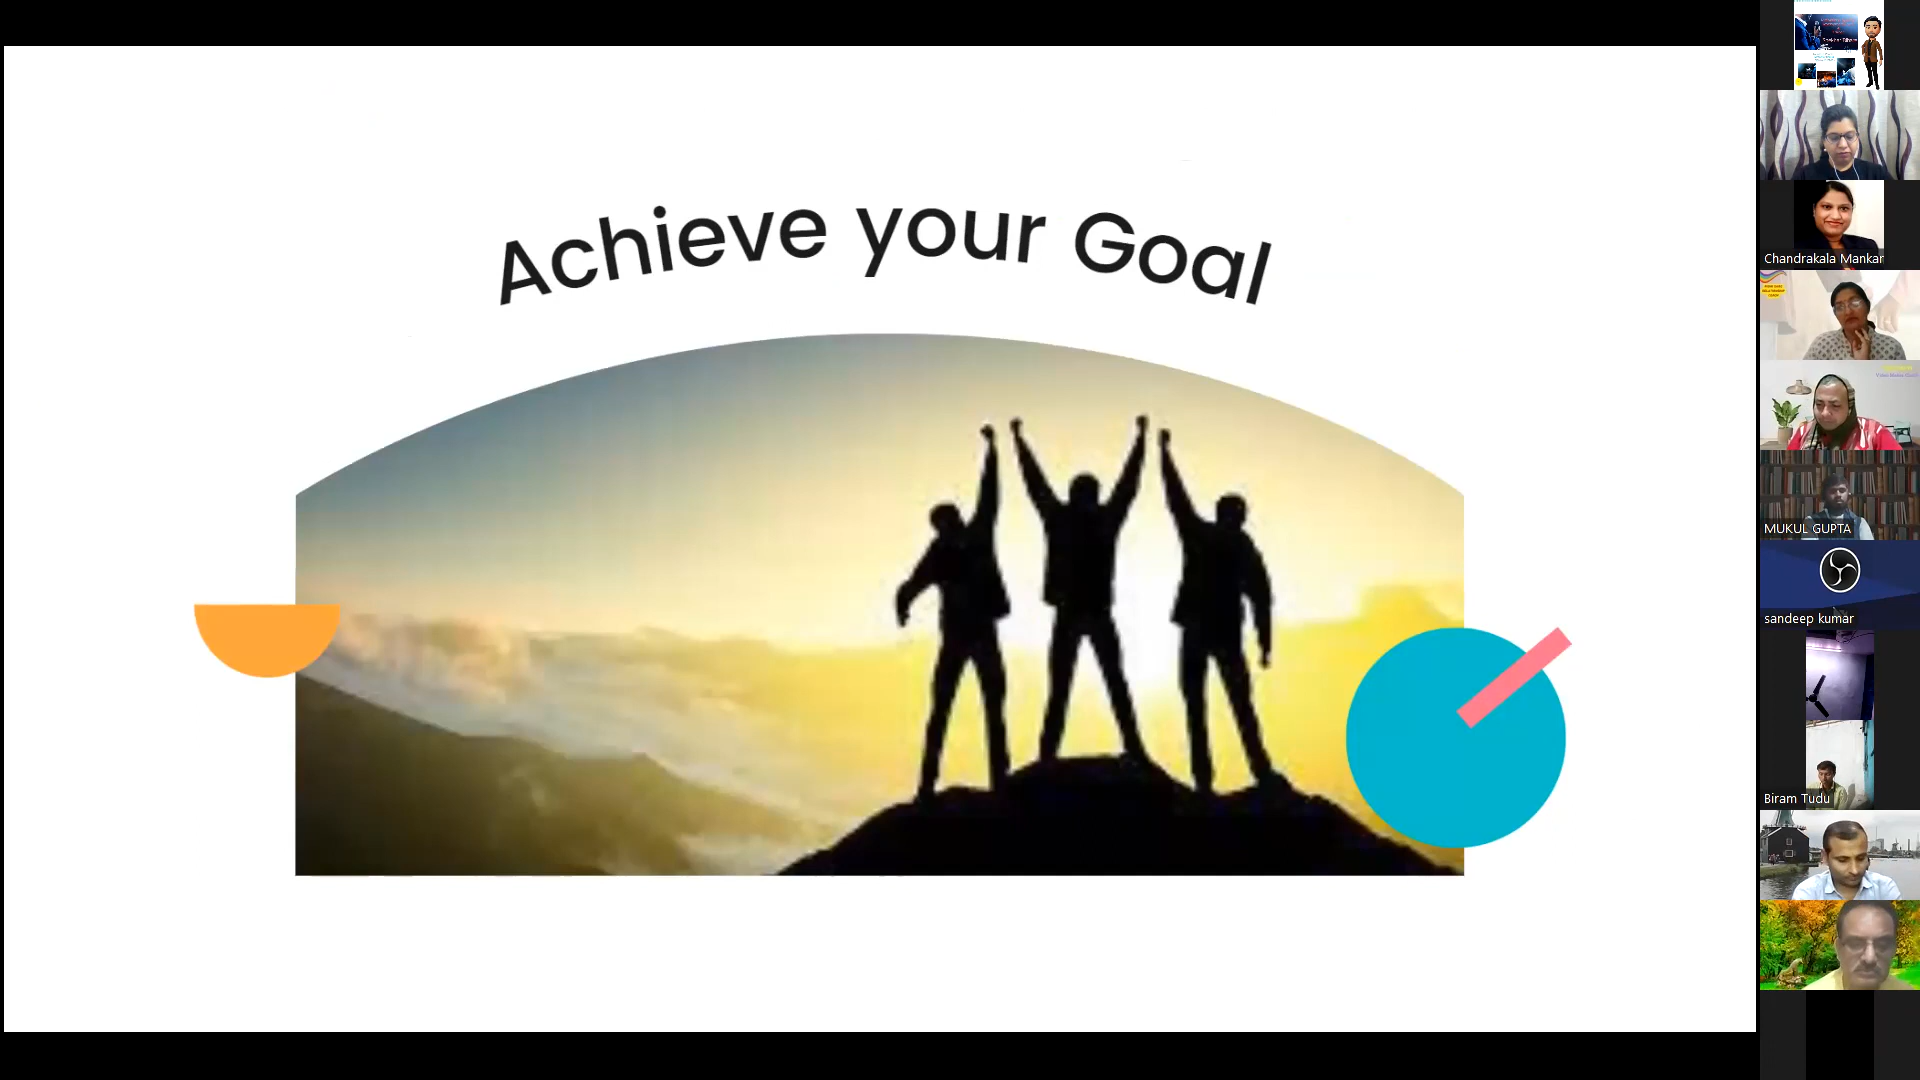 Achieve your Goal
Chandrakala Mankar
MUKUL GUPTA
sandeep kumar
Biram Tudu